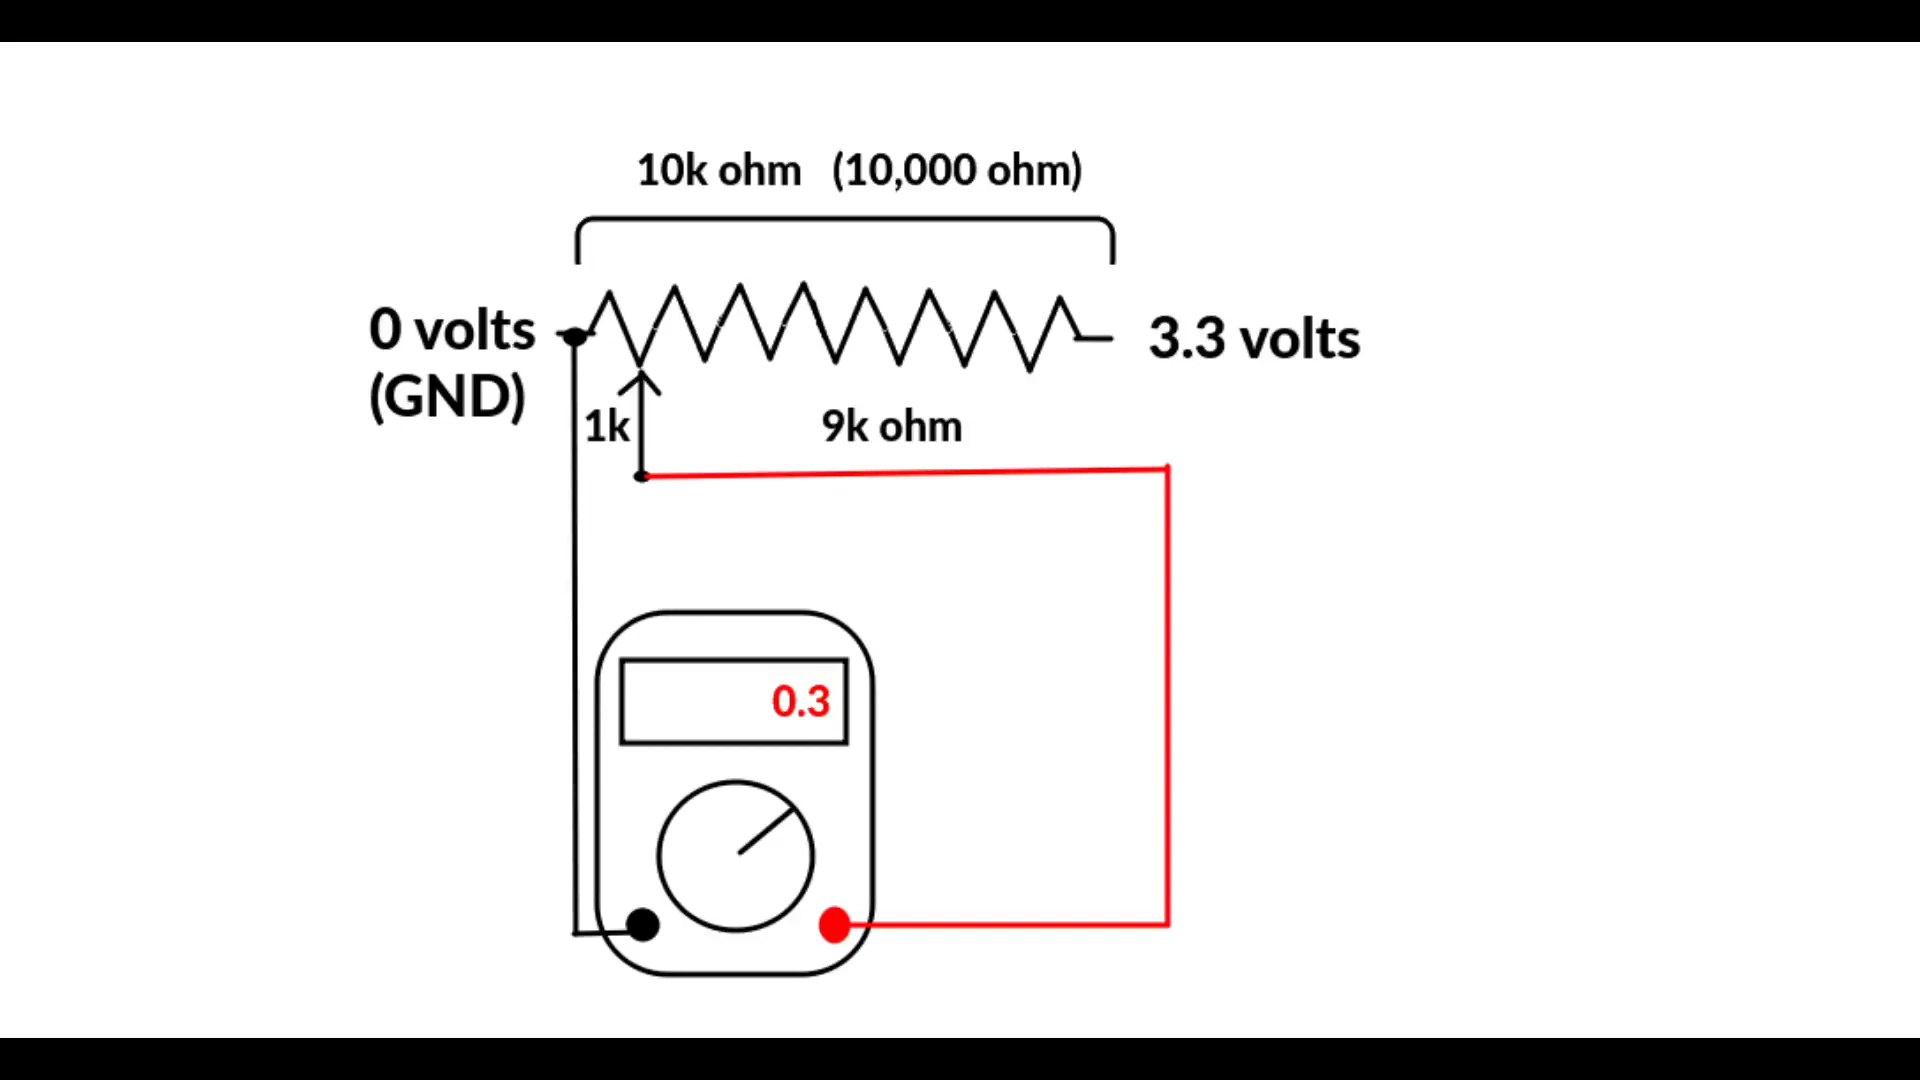 10k ohm (10,000 ohm)
0 volts
(GND)
3.3 volts
1k
9k ohm
0.3